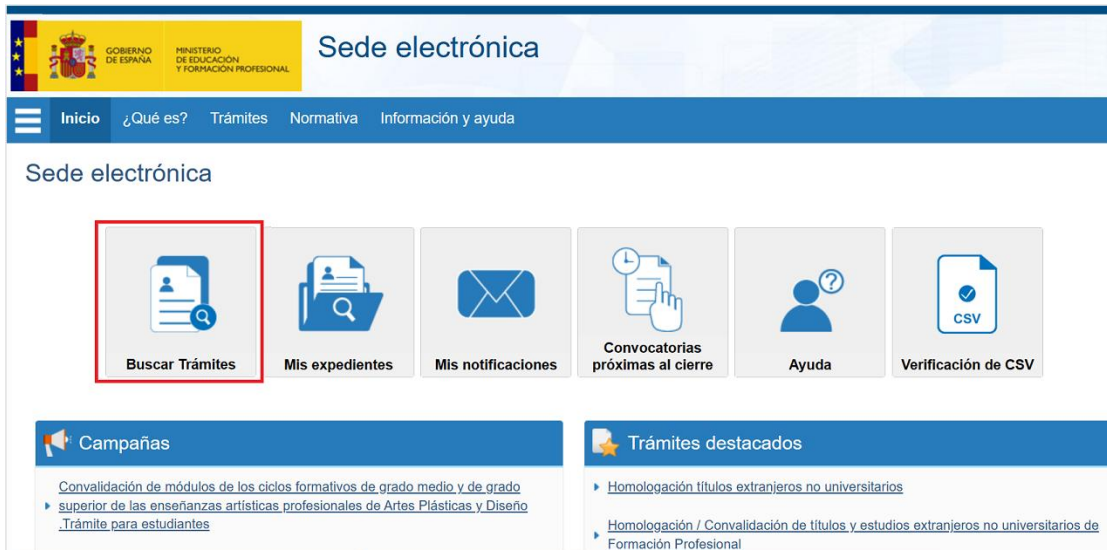 GOBIERNO
DE ESPAÑA
MINISTERIO
DE EDUCACIÓN
Y FORMACIÓN PROFESIONAL
Sede electrónica
Inicio ¿Qué es? Trámites Normativa Información y ayuda
Sede electrónica
Buscar Trámites
Mis expedientes
Mis notificaciones
Convocatorias
próximas al cierre
?
Ayuda
CSV
Verificación de CSV
Campañas
Convalidación de módulos de los ciclos formativos de grado medio y de grado
superior de las enseñanzas artísticas profesionales de Artes Plásticas y Diseño
.Trámite para estudiantes
Trámites destacados
Homologación títulos extranjeros no universitarios
Homologación / Convalidación de títulos y estudios extranjeros no universitarios de
Formación Profesional